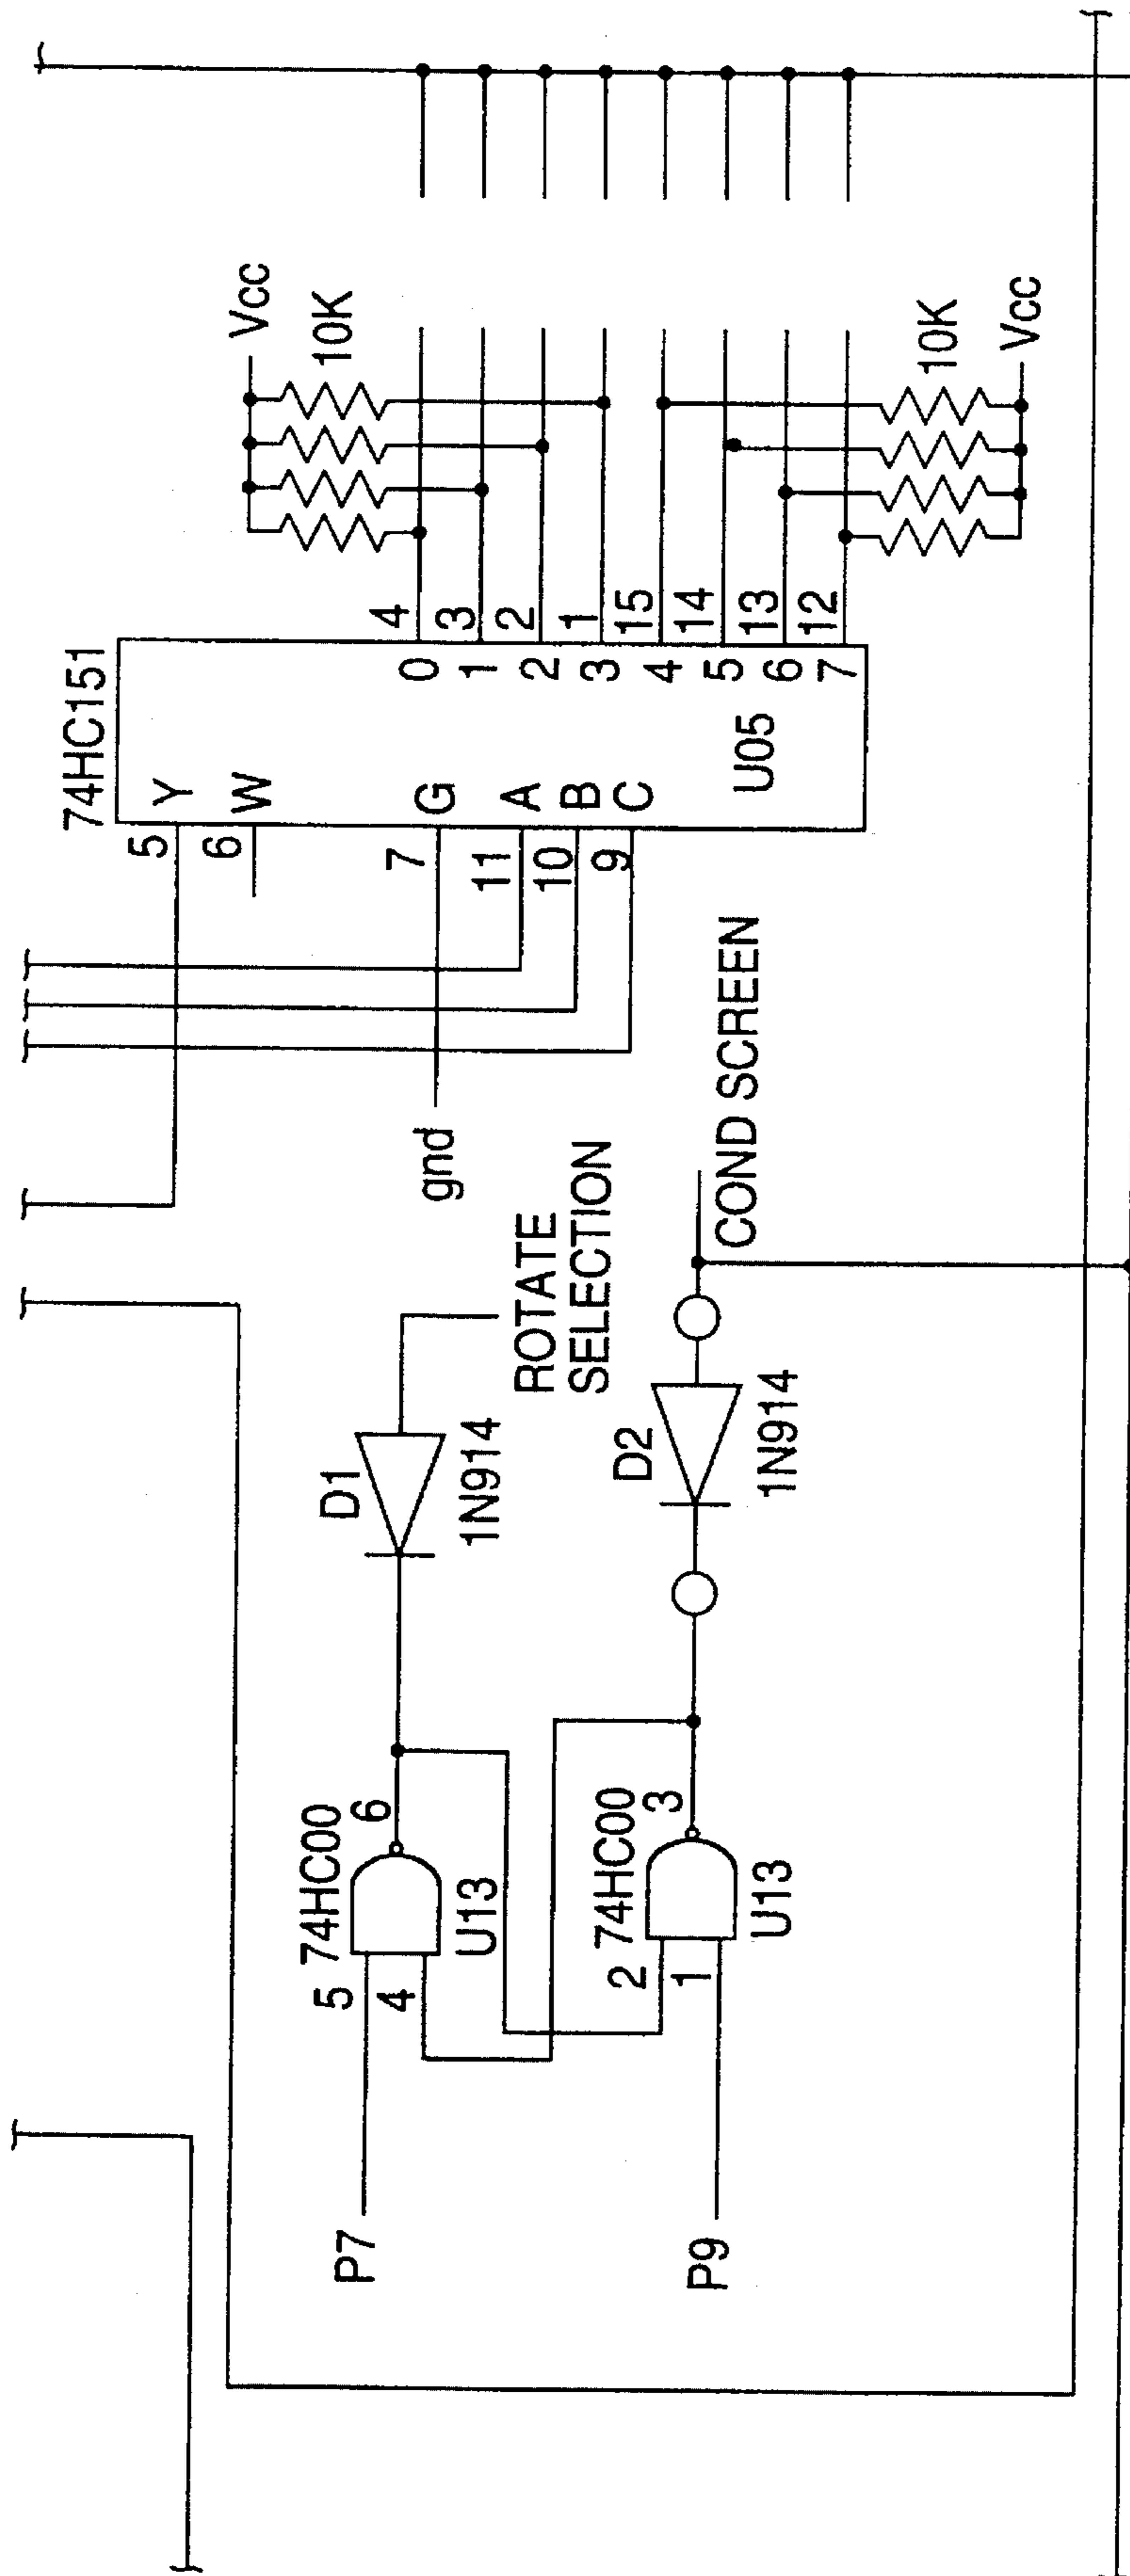 74HC151
Y
W
G
A
B
C
U05
5
6
7
11
10
9
0
1
2
3
4
5
6
7
4
3
2
1
15
14
13
12
Vcc
10K
10K
Vcc
gnd
ROTATE
SELECTION
COND SCREEN
D1
1N914
D2
1N914
P7
5
4
74HC00
6
U13
P9
2
1
74HC00
3
U13